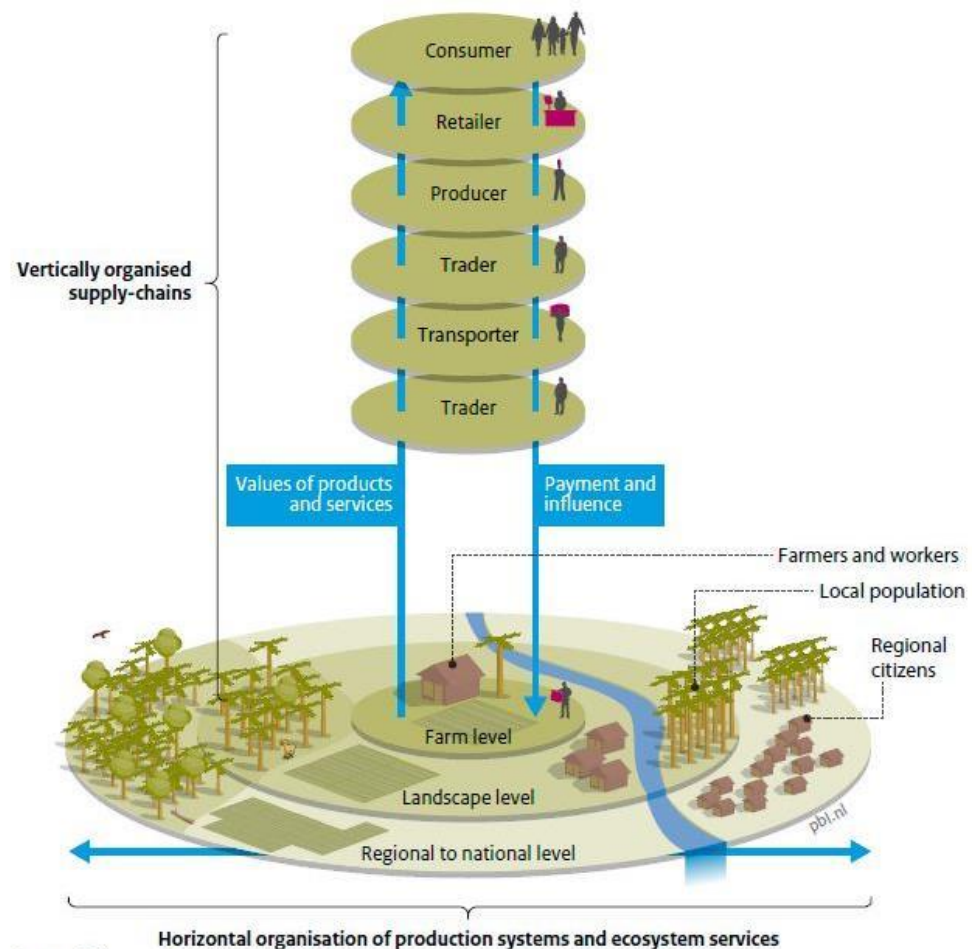 Consumer
Retailer
Producer
Trader
Transporter
Trader
Vertically organised
supply-chains
Values of products
and services
Payment and
influence
Farmers and workers
Local population
Regional
citizens
Farm level
Landscape level
Regional to national level
pbl.nl
Horizontal organisation of production systems and ecosystem services